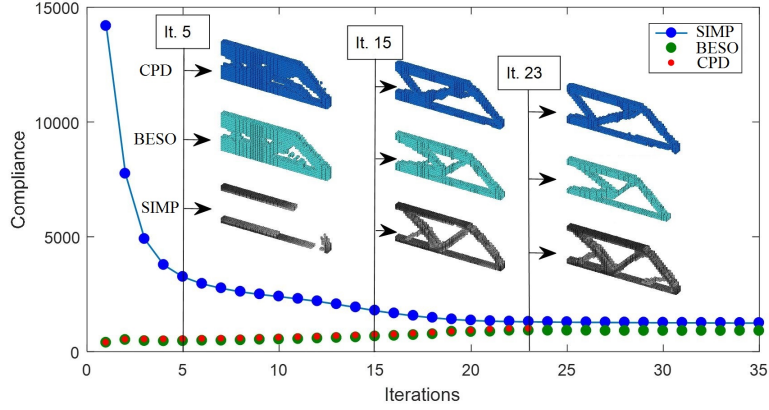 15000
10000
5000
0
Compliance
It. 5
It. 15
It. 23
SIMP
BESO
CPD
CPD
BESO
SIMP
0
5
10
15
20
25
30
35
Iterations